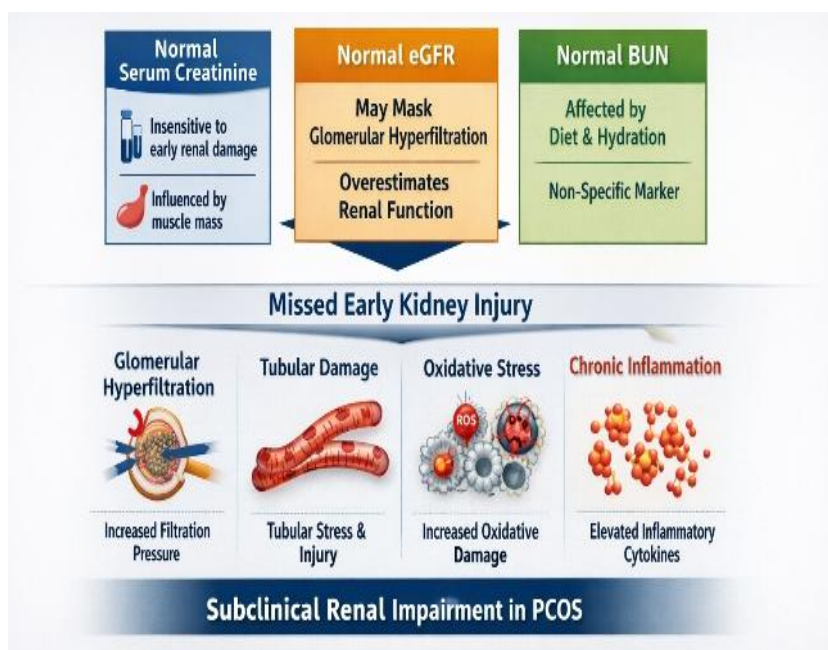 Normal
Serum Creatinine
Insensitive to
early renal damage
Influenced by
muscle mass
Normal eGFR
May Mask
Glomerular Hyperfiltration
Overestimates
Renal Function
Normal BUN
Affected by
Diet & Hydration
Non-Specific Marker
Missed Early Kidney Injury
Glomerular
Hyperfiltration
Increased Filtration
Pressure
Tubular Damage
Tubular Stress &
Injury
Oxidative Stress
ROS
Increased Oxidative
Damage
Chronic Inflammation
Elevated Inflammatory
Cytokines
Subclinical Renal Impairment in PCOS